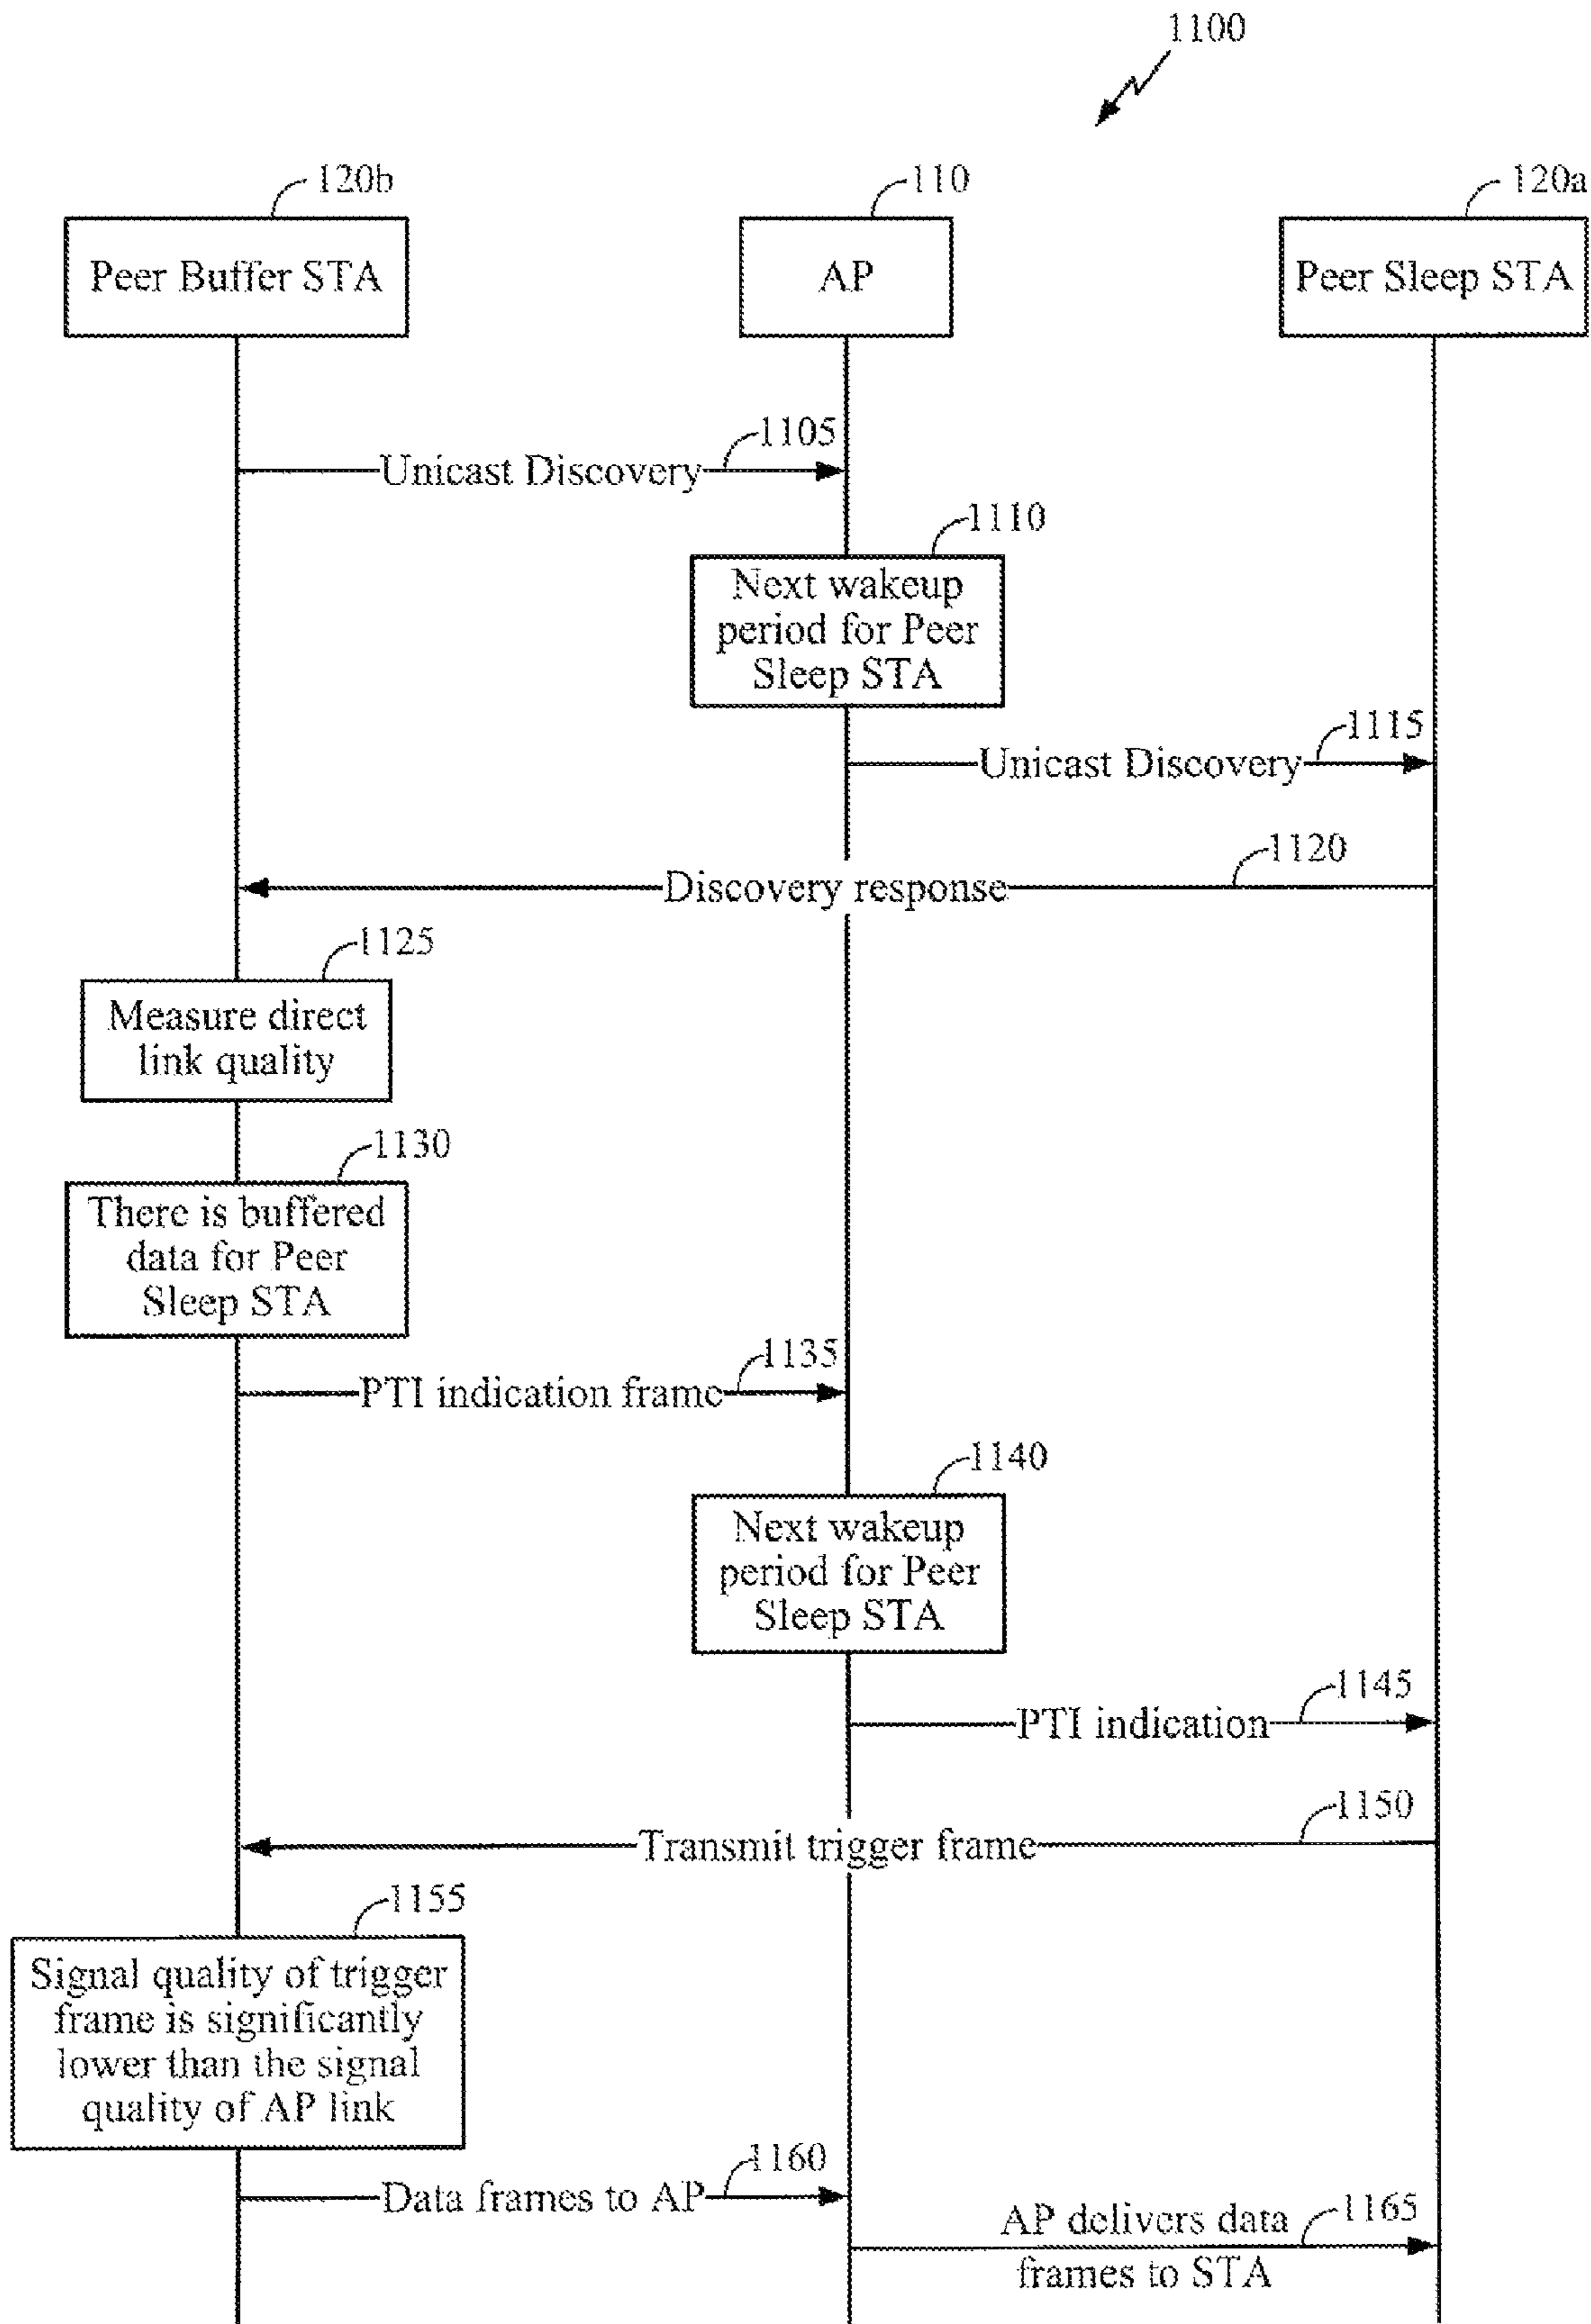 1100
120b
110
120a
Peer Buffer STA
AP
Peer Sleep STA
1105
Unicast Discovery
1110
Next wakeup
period for Peer
Sleep STA
1115
Unicast Discovery
1120
Discovery response
1125
Measure direct
link quality
1130
There is buffered
data for Peer
Sleep STA
1135
PTI indication frame
1140
Next wakeup
period for Peer
Sleep STA
1145
PTI indication
1150
Transmit trigger frame
1155
Signal quality of trigger
frame is significantly
lower than the signal
quality of AP link
1160
Data frames to AP
1165
AP delivers data
frames to STA